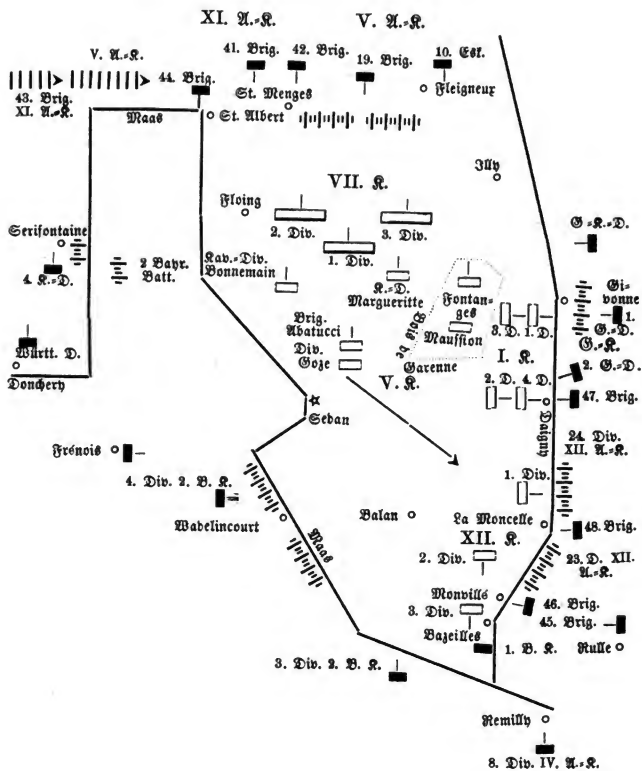 XI. A.=K.
V. A.=K.
V. A.=K.
41. Brig.
42. Brig.
19. Brig.
10. Esk.
43. Brig.
XI. A.=K.
44. Brig.
St. Menges
Fleigneux
Maas
St. Albert
Illy
VII. K.
Floing
2. Div.
3. Div.
1. Div.
G.=K.=D.
Serifontaine
4. K.=D.
2 Bayr.
Batt.
Kav.=Div.
Bonnemain
K.=D.
Margueritte
Fontan=
ges
Maussion
Bois de
Garenne
Gi=
vonne
3. D.
1. D.
1.
G.=D.
G.=K.
Württ. D.
Donchery
Brig.
Abatucci
Div.
Goze
V. K.
I. K.
2. D.
4. D.
2. G.=D.
47. Brig.
Sedan
Daigny
24. Div.
XII. A.=K.
Frénois
4. Div. 2. B. K.
1. Div.
Wadelincourt
Balan
La Moncelle
48. Brig.
Maas
XII. K.
2. Div.
23. D. XII.
A.=K.
Monvillé
3. Div.
46. Brig.
45. Brig.
Bazeilles
1. B. K.
Rulle
3. Div. 2. B. K.
Remilly
8. Div. IV. A.=K.